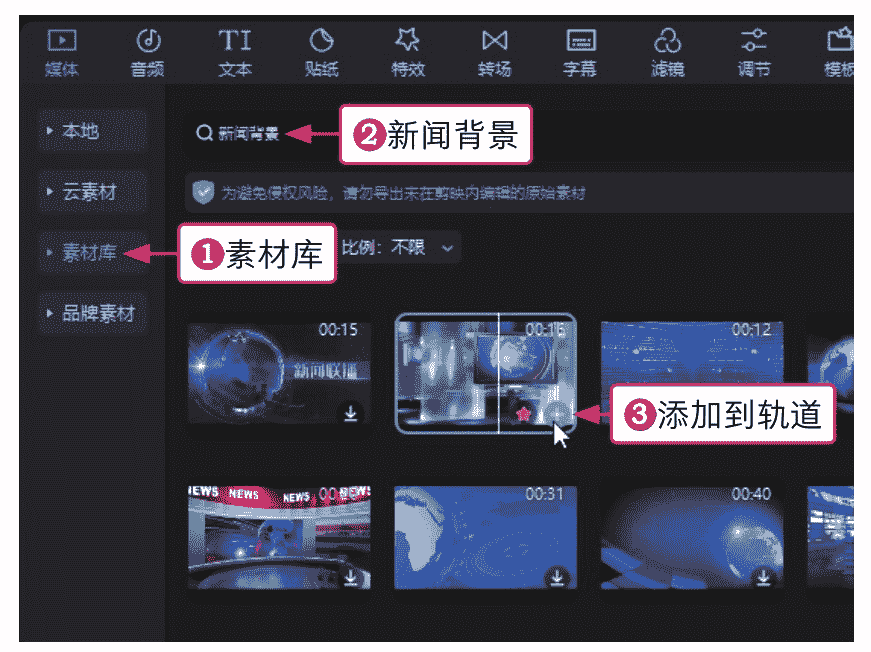 媒体 音频 TI 文本 贴纸 特效 转场 字幕 滤镜 调节 模板
本地
新闻背景
❷新闻背景
云素材
为避免侵权风险，请勿导出未在剪映内编辑的原始素材
素材库
❶素材库
比例：不限
品牌素材
00:15
新闻联播
00:16
00:12
❸添加到轨道
NEWS NEWS NEWS
00:31
00:40